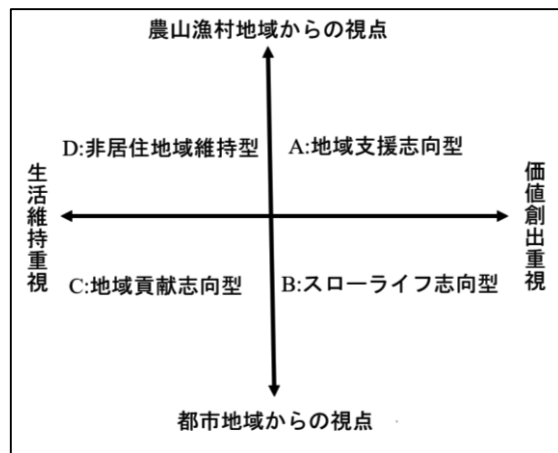 農山漁村地域からの視点
D:非居住地域維持型
A:地域支援志向型
生活維持重視
価値創出重視
C:地域貢献志向型
B:スローライフ志向型
都市地域からの視点